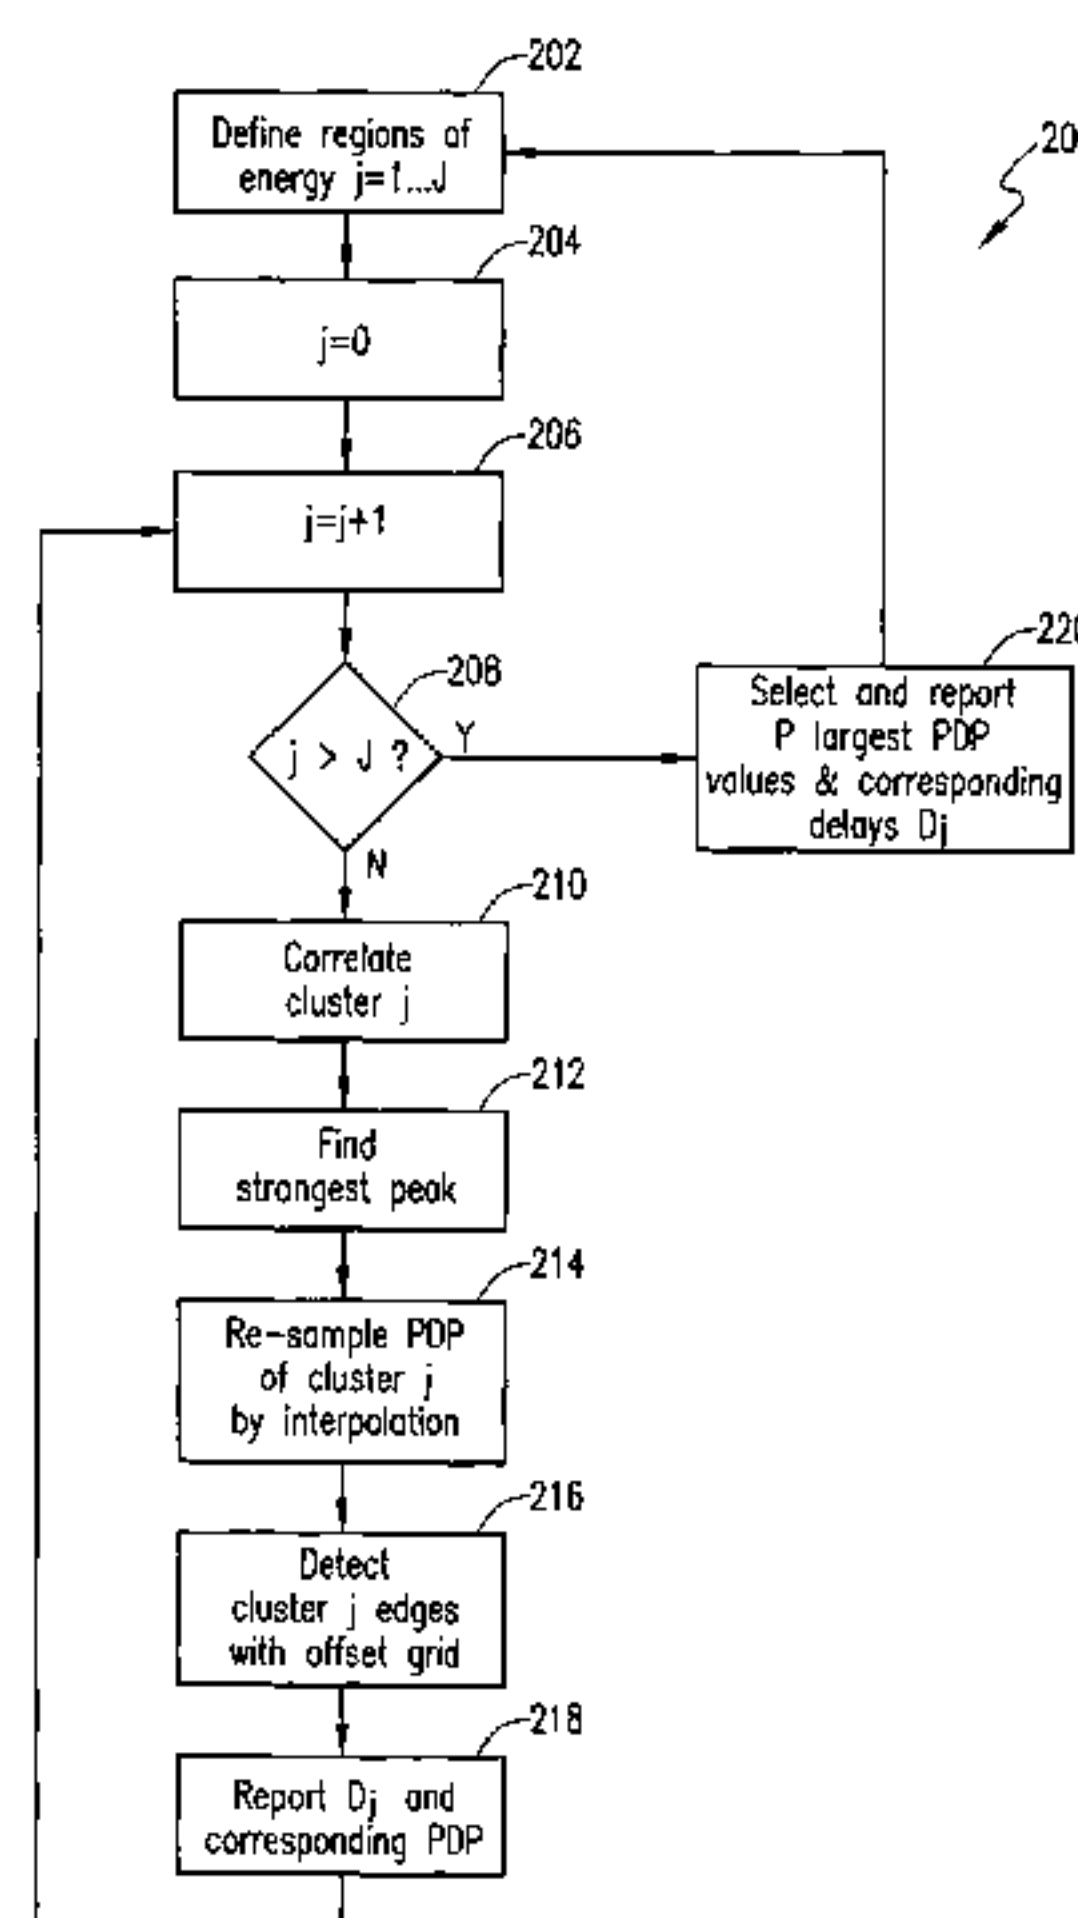 202
Define regions of
energy j=1...J
204
j=0
206
j=j+1
208
j > J ?
Y
N
220
Select and report
P largest PDP
values & corresponding
delays Dj
210
Correlate
cluster j
212
Find
strongest peak
214
Re-sample PDP
of cluster j
by interpolation
216
Detect
cluster j edges
with offset grid
218
Report Dj and
corresponding PDP